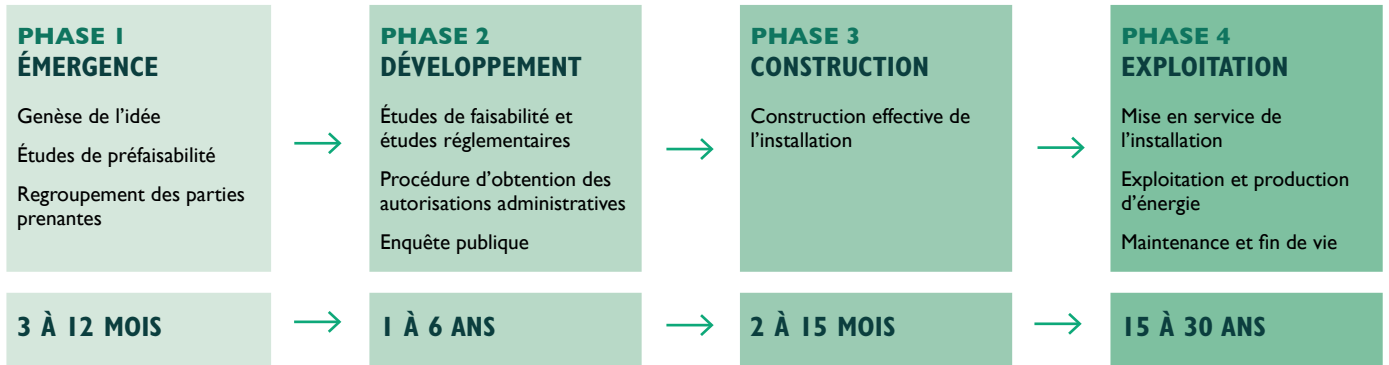 PHASE 1
ÉMERGENCE
Genèse de l’idée
Études de préfaisabilité
Regroupement des parties
prenantes
3 À 12 MOIS
PHASE 2
DÉVELOPPEMENT
Études de faisabilité et
études réglementaires
Procédure d’obtention des
autorisations administratives
Enquête publique
1 À 6 ANS
PHASE 3
CONSTRUCTION
Construction effective de
l’installation
2 À 15 MOIS
PHASE 4
EXPLOITATION
Mise en service de
l’installation
Exploitation et production
d’énergie
Maintenance et fin de vie
15 À 30 ANS